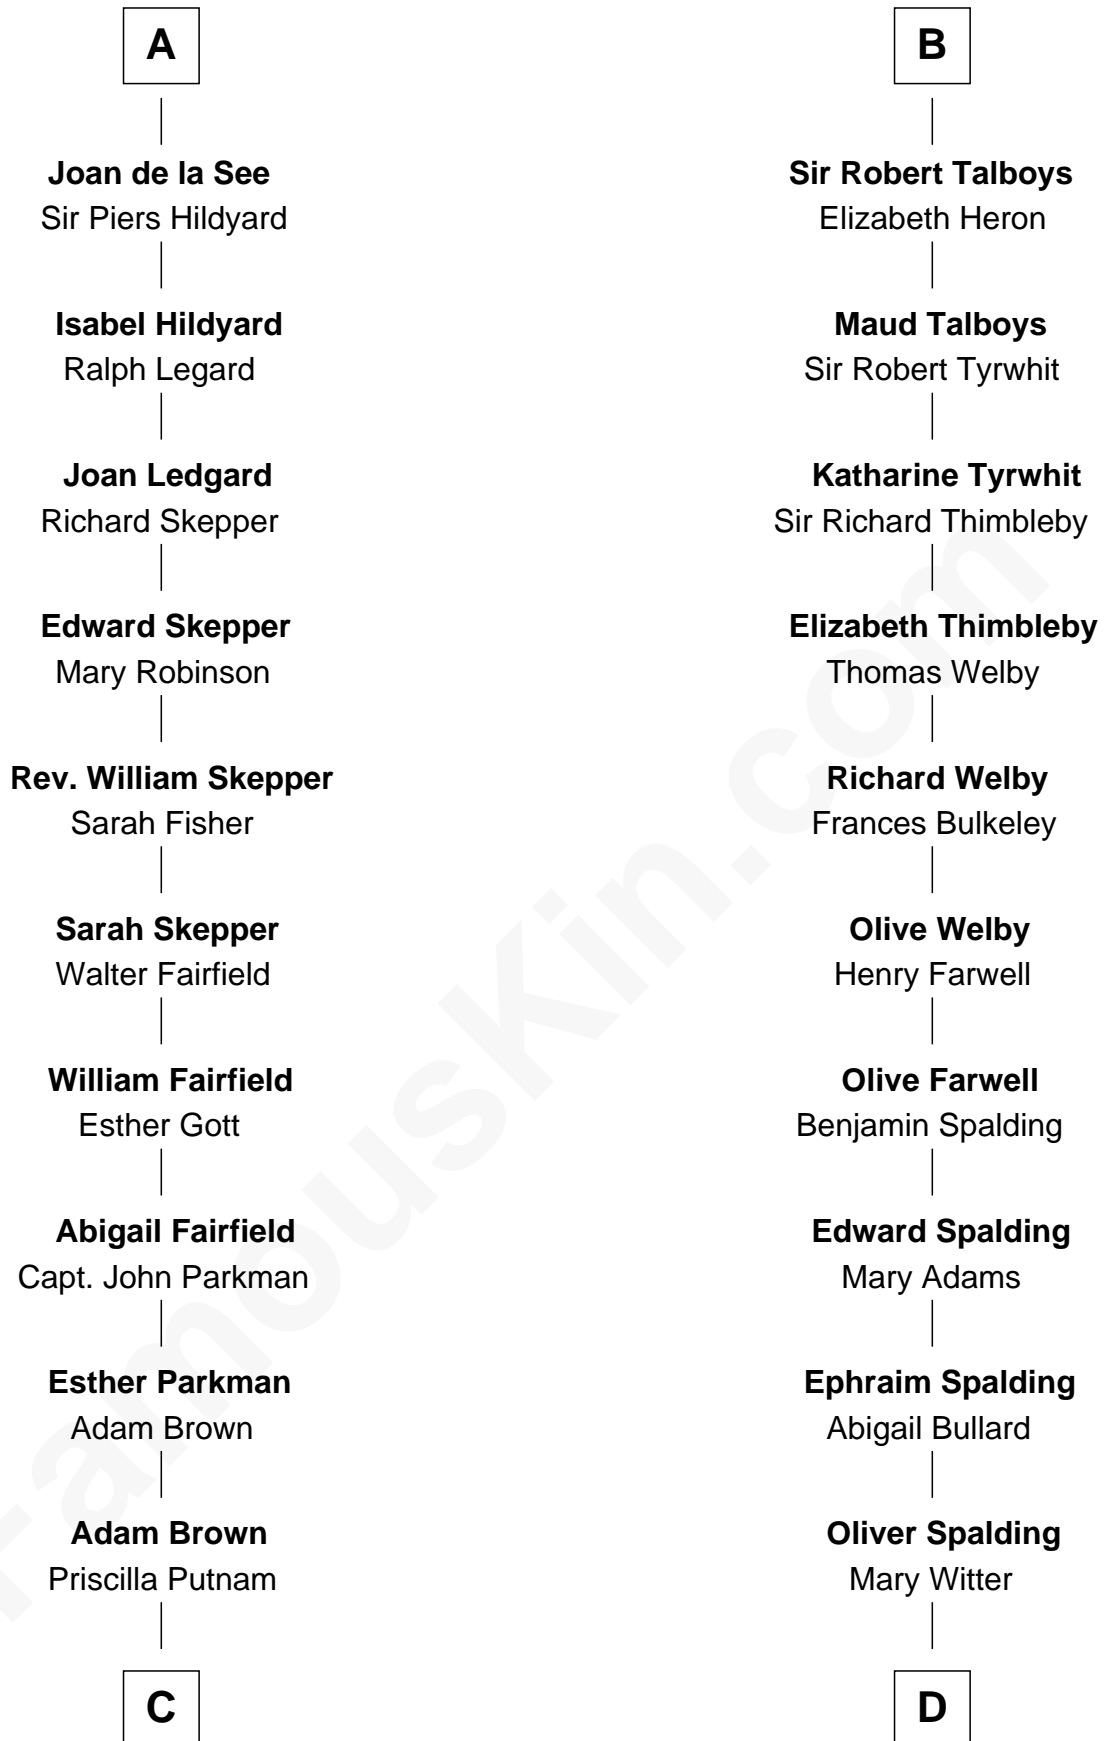 A
Joan de la See
Sir Piers Hildyard
Isabel Hildyard
Ralph Legard
Joan Ledgard
Richard Skepper
Edward Skepper
Mary Robinson
Rev. William Skepper
Sarah Fisher
Sarah Skepper
Walter Fairfield
William Fairfield
Esther Gott
Abigail Fairfield
Capt. John Parkman
Esther Parkman
Adam Brown
Adam Brown
Priscilla Putnam
C
B
Sir Robert Talboys
Elizabeth Heron
Maud Talboys
Sir Robert Tyrwhit
Katharine Tyrwhit
Sir Richard Thimbleby
Elizabeth Thimbleby
Thomas Welby
Richard Welby
Frances Bulkeley
Olive Welby
Henry Farwell
Olive Farwell
Benjamin Spalding
Edward Spalding
Mary Adams
Ephraim Spalding
Abigail Bullard
Oliver Spalding
Mary Witter
D
FamousKin.com